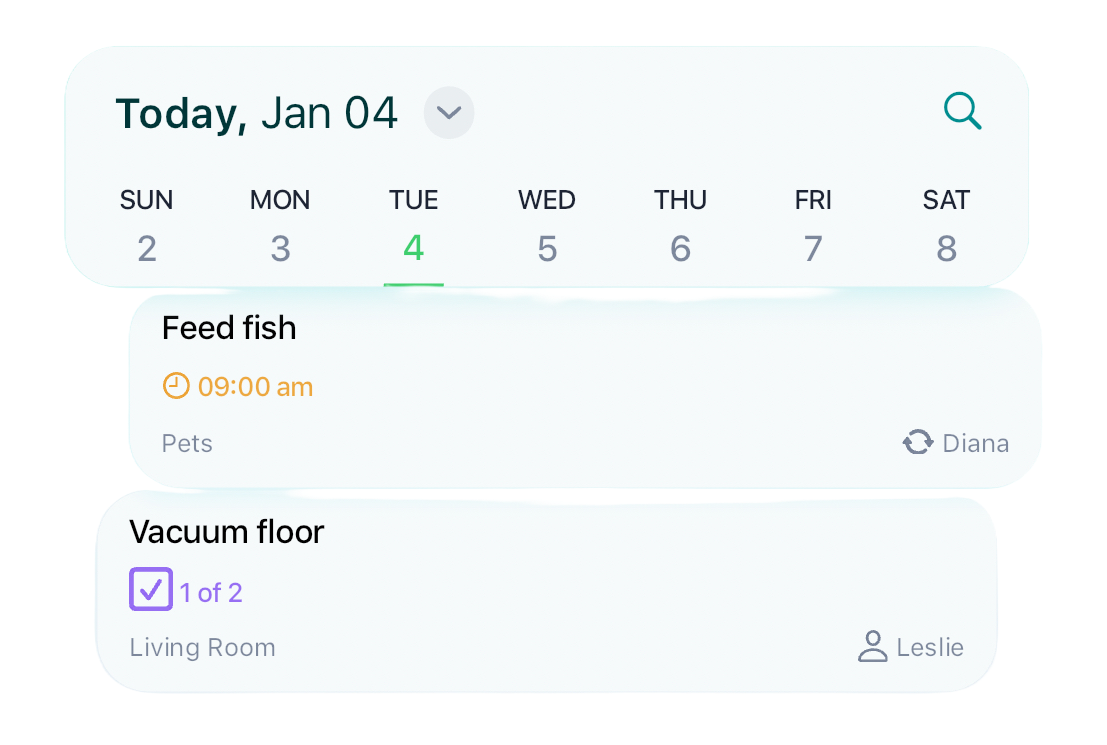 Today, Jan 04
SUN MON TUE WED THU FRI SAT
2 3 4 5 6 7 8
Feed fish
09:00 am
Pets Diana
Vacuum floor
1 of 2
Living Room Leslie